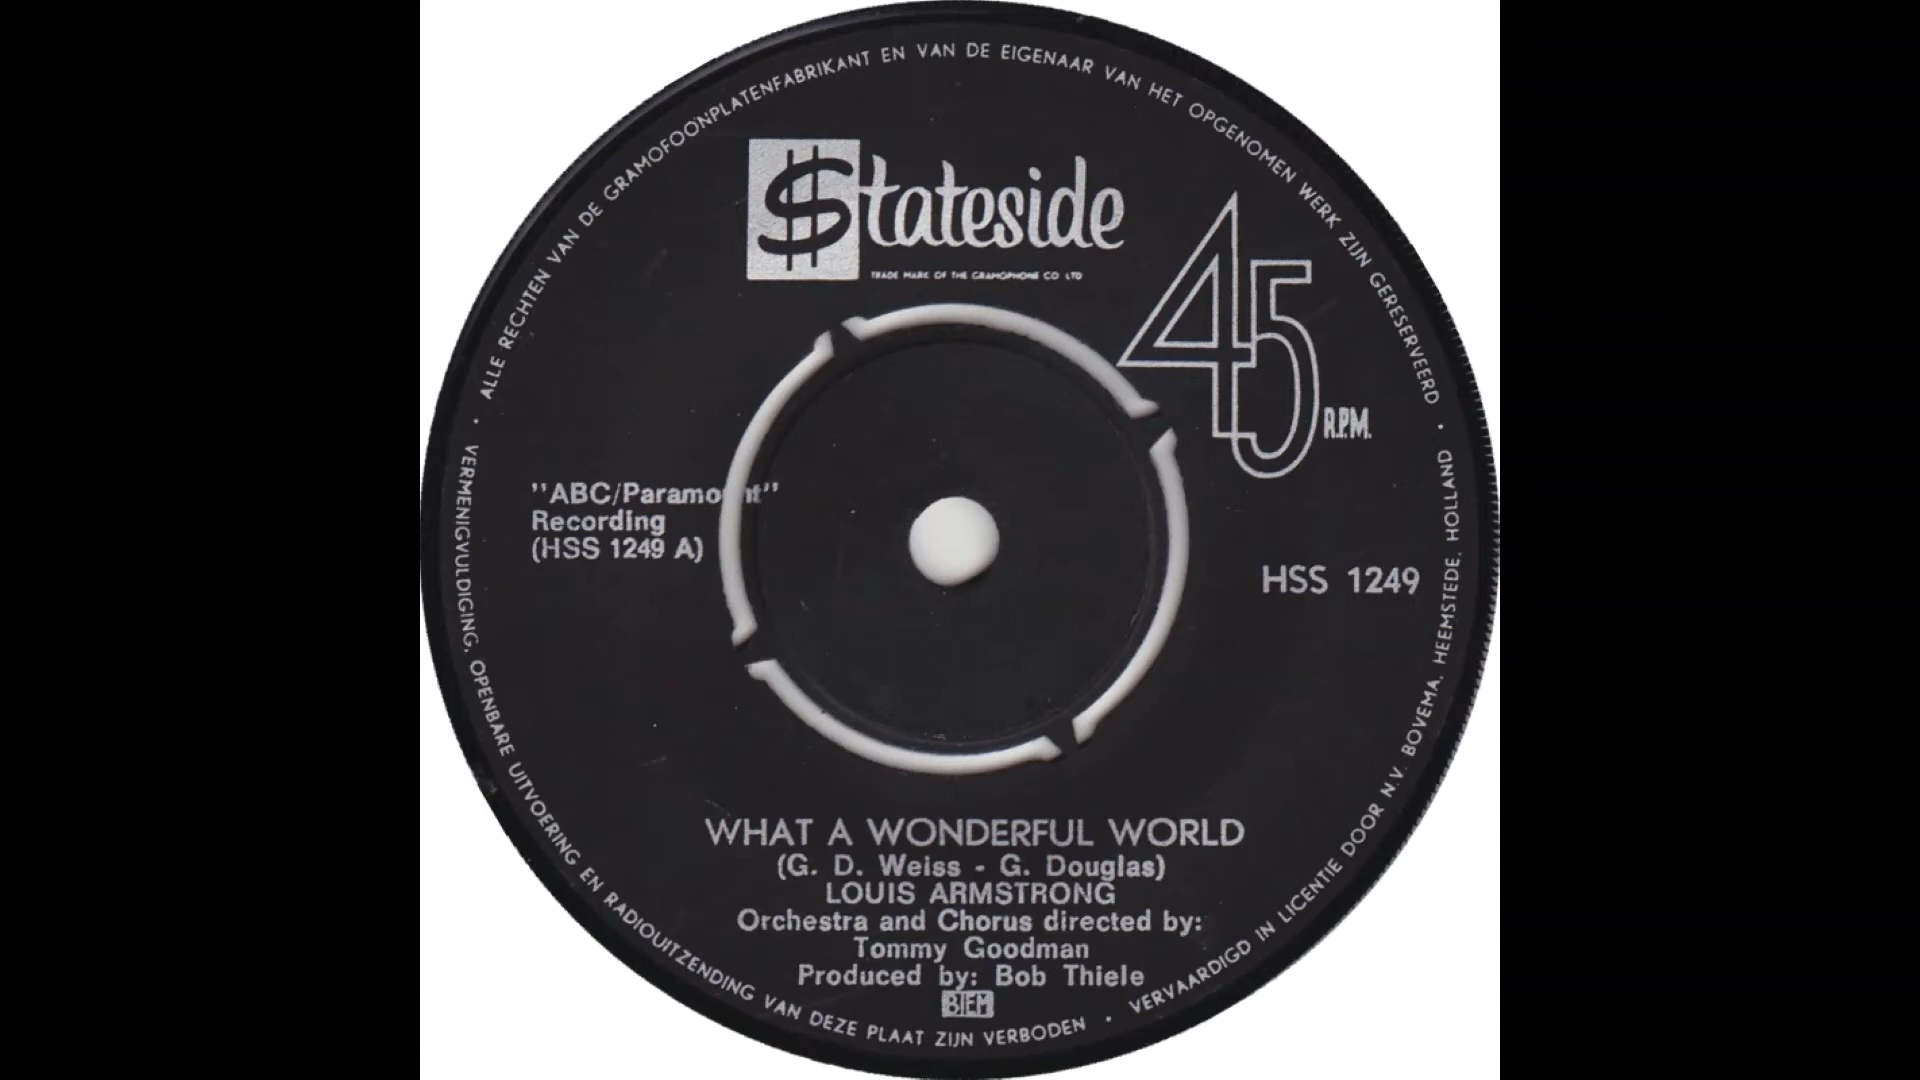 ALLE RECHTEN VAN DE GRAMOFOONPLATENFABRIKANT EN VAN DE EIGENAAR VAN HET OPGENOMEN WERK ZIJN GERESERVEERD •
$tateside
TRADE MARK OF THE GRAMOPHONE CO LTD
45 R.P.M.
"ABC/Paramount"
Recording
(HSS 1249 A)
HSS 1249
WHAT A WONDERFUL WORLD
(G. D. Weiss - G. Douglas)
LOUIS ARMSTRONG
Orchestra and Chorus directed by:
Tommy Goodman
Produced by: Bob Thiele
BIEM
• VERMENIGVULDIGING, OPENBARE UITVOERING EN RADIOUITZENDING VAN DEZE PLAAT ZIJN VERBODEN •
VERVAARDIGD IN LICENTIE DOOR N.V. BOVEMA, HEEMSTEDE, HOLLAND